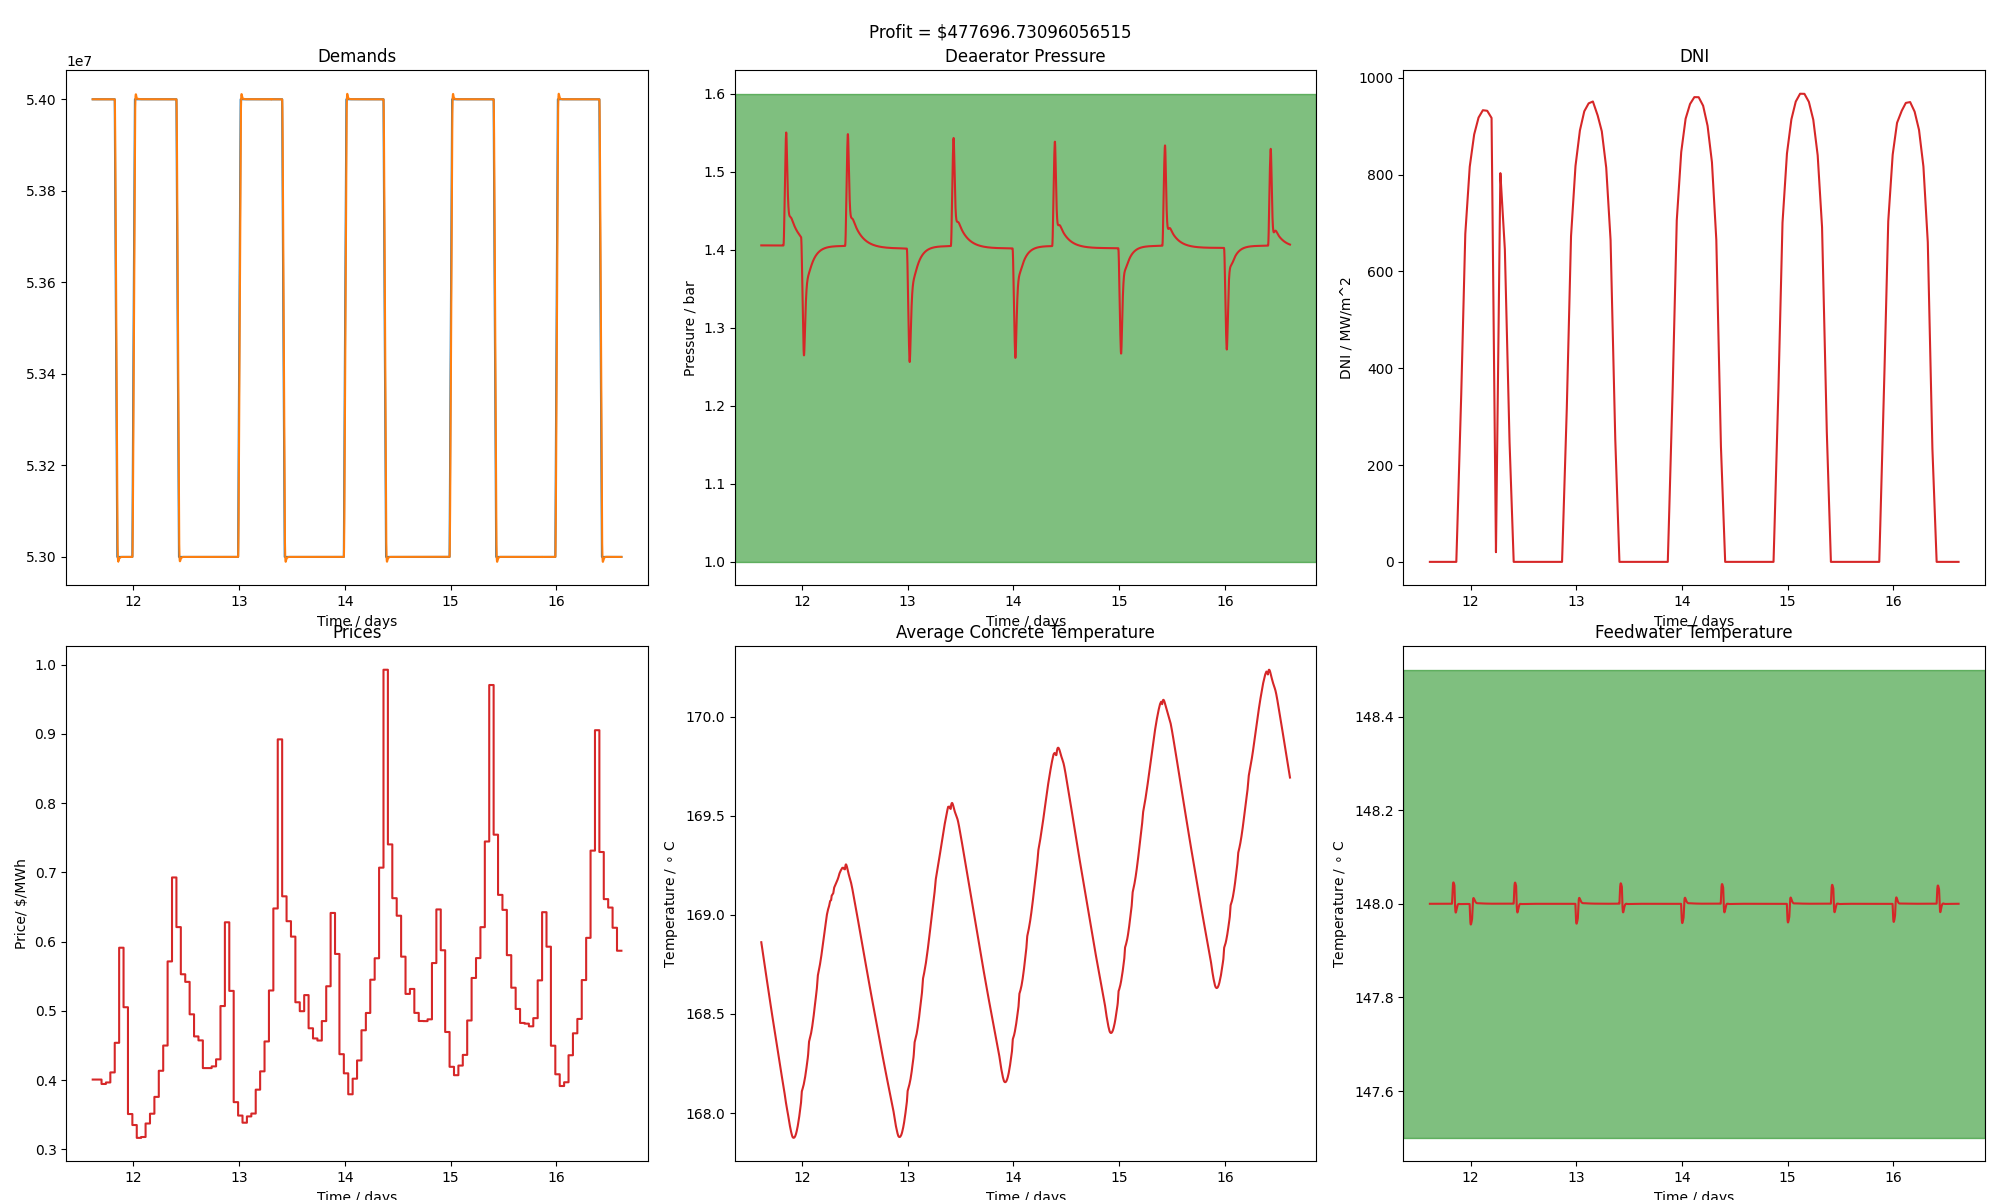 Profit = $477696.73096056515
Demands
1e7
5.40
5.38
5.36
5.34
5.32
5.30
12 13 14 15 16
Time / days
Deaerator Pressure
Pressure / bar
1.6
1.5
1.4
1.3
1.2
1.1
1.0
12 13 14 15 16
Time / days
DNI
DNI / MW/m^2
1000
800
600
400
200
0
12 13 14 15 16
Time / days
Prices
Price/ $/MWh
1.0
0.9
0.8
0.7
0.6
0.5
0.4
0.3
12 13 14 15 16
Time / days
Average Concrete Temperature
Temperature / ∘ C
170.0
169.5
169.0
168.5
168.0
12 13 14 15 16
Time / days
Feedwater Temperature
Temperature / ∘ C
148.4
148.2
148.0
147.8
147.6
12 13 14 15 16
Time / days